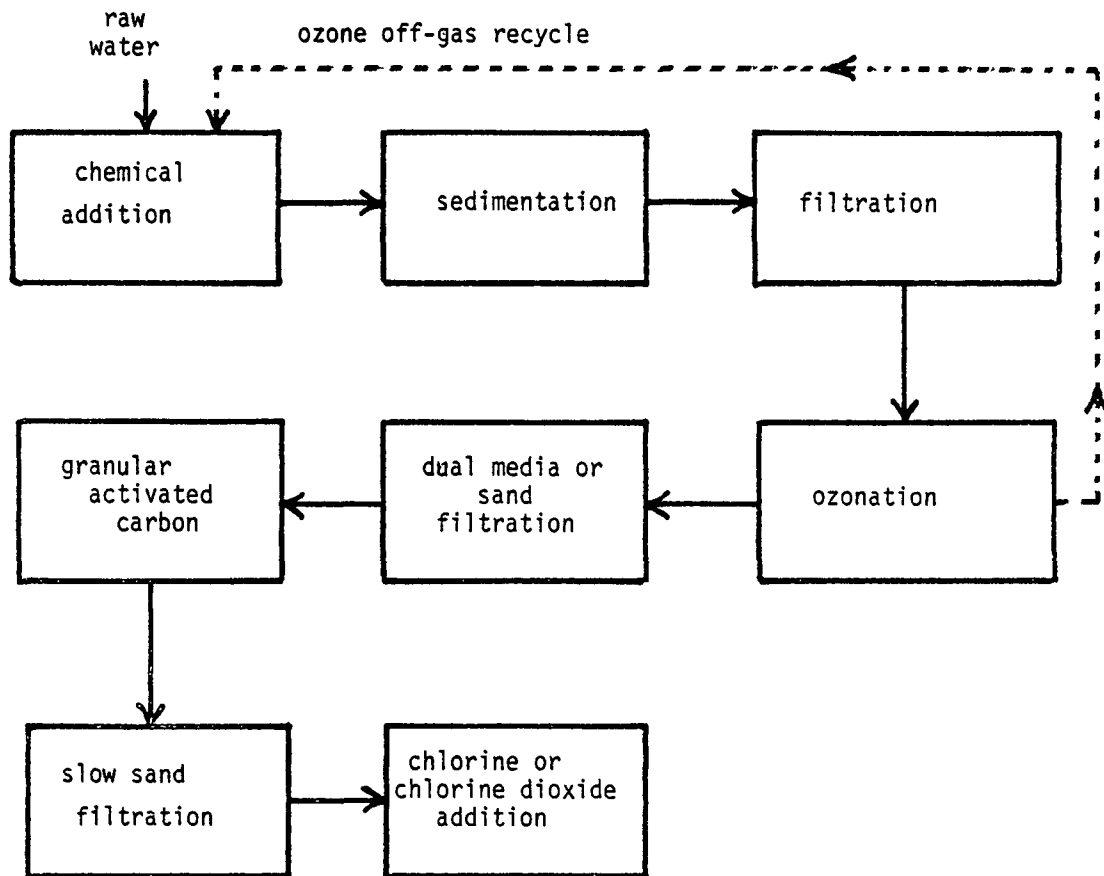 raw
water
ozone off-gas recycle
chemical
addition
sedimentation
filtration
ozonation
dual media or
sand
filtration
granular
activated
carbon
slow sand
filtration
chlorine or
chlorine dioxide
addition